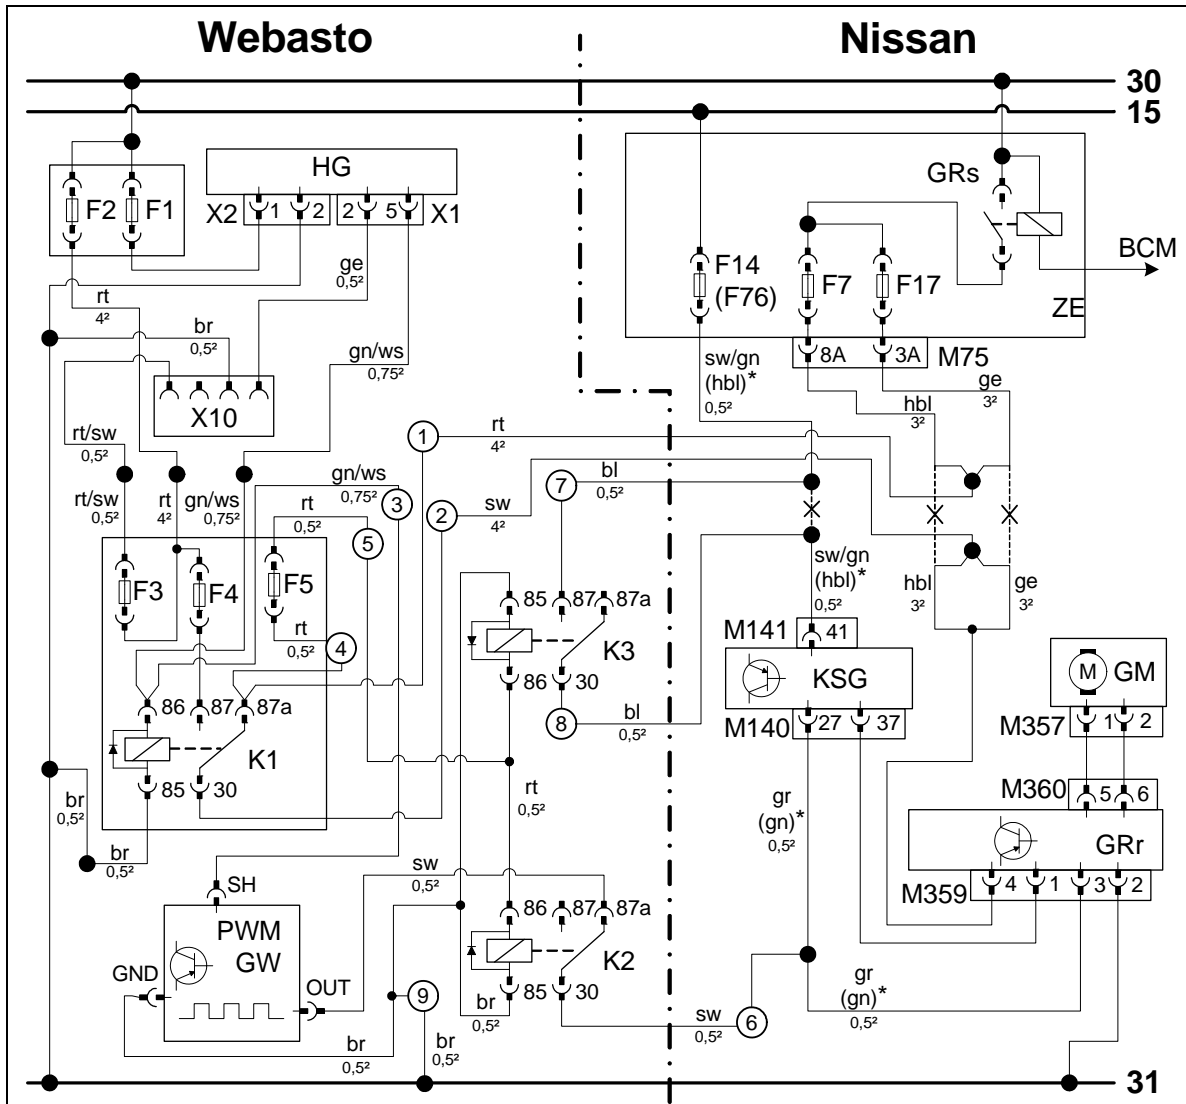 Webasto
Nissan
30
15
HG
GRs
F2
F1
X2
1
2
2
5
X1
BCM
ge
0,5²
F14
(F76)
F7
F17
ZE
rt
4²
br
0,5²
gn/ws
0,75²
sw/gn
(hbl)*
0,5²
8A
3A
M75
X10
hbl
3²
ge
3²
rt/sw
0,5²
1
rt
4²
rt/sw
0,5²
rt
4²
gn/ws
0,75²
gn/ws
0,75²
3
rt
0,5²
5
2
sw
4²
7
bl
0,5²
F3
F4
F5
sw/gn
(hbl)*
0,5²
hbl
3²
ge
3²
rt
0,5²
4
85
87
87a
K3
86
30
M141
41
KSG
M
GM
86
87
87a
8
bl
0,5²
M140
27
37
M357
1
2
K1
85
30
rt
0,5²
gr
(gn)*
0,5²
M360
5
6
br
0,5²
br
0,5²
GRr
sw
0,5²
SH
M359
4
1
3
2
86
87
87a
PWM
GW
K2
GND
OUT
85
30
9
br
0,5²
br
0,5²
br
0,5²
sw
0,5²
6
gr
(gn)*
0,5²
31